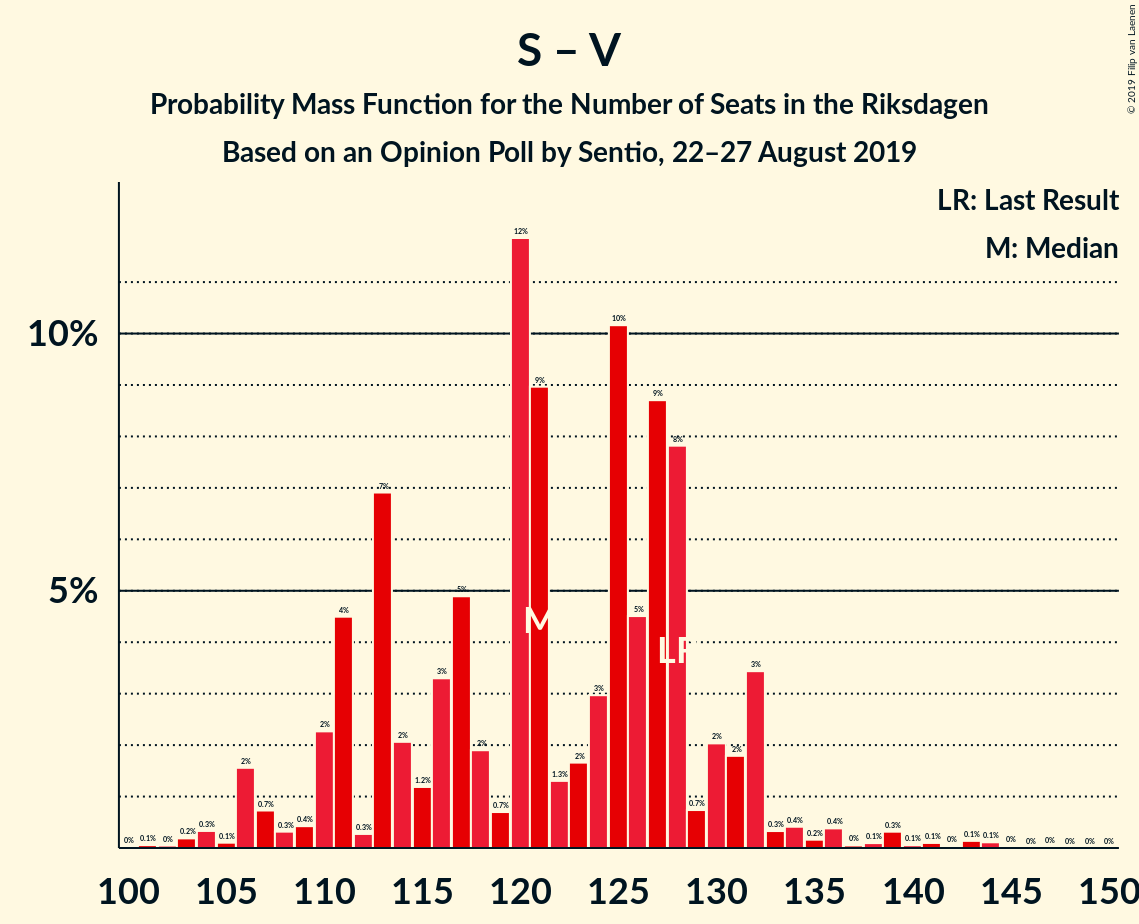 © 2019 Filip van Laenen
S – V
Probability Mass Function for the Number of Seats in the Riksdagen
Based on an Opinion Poll by Sentio, 22–27 August 2019
LR: Last Result
M: Median
10%
5%
0% 0.1% 0% 0.2% 0.3% 0.1% 2% 0.7% 0.3% 0.4% 2% 4% 0.3% 7% 2% 1.2% 3% 5% 2% 0.7% 12% 9% 1.3% 2% 3% 10% 5% 9% 8% 0.7% 2% 2% 3% 0.3% 0.4% 0.2% 0.4% 0% 0.1% 0.3% 0.1% 0.1% 0% 0.1% 0.1% 0% 0% 0% 0% 0% 0%
M
LR
100 105 110 115 120 125 130 135 140 145 150